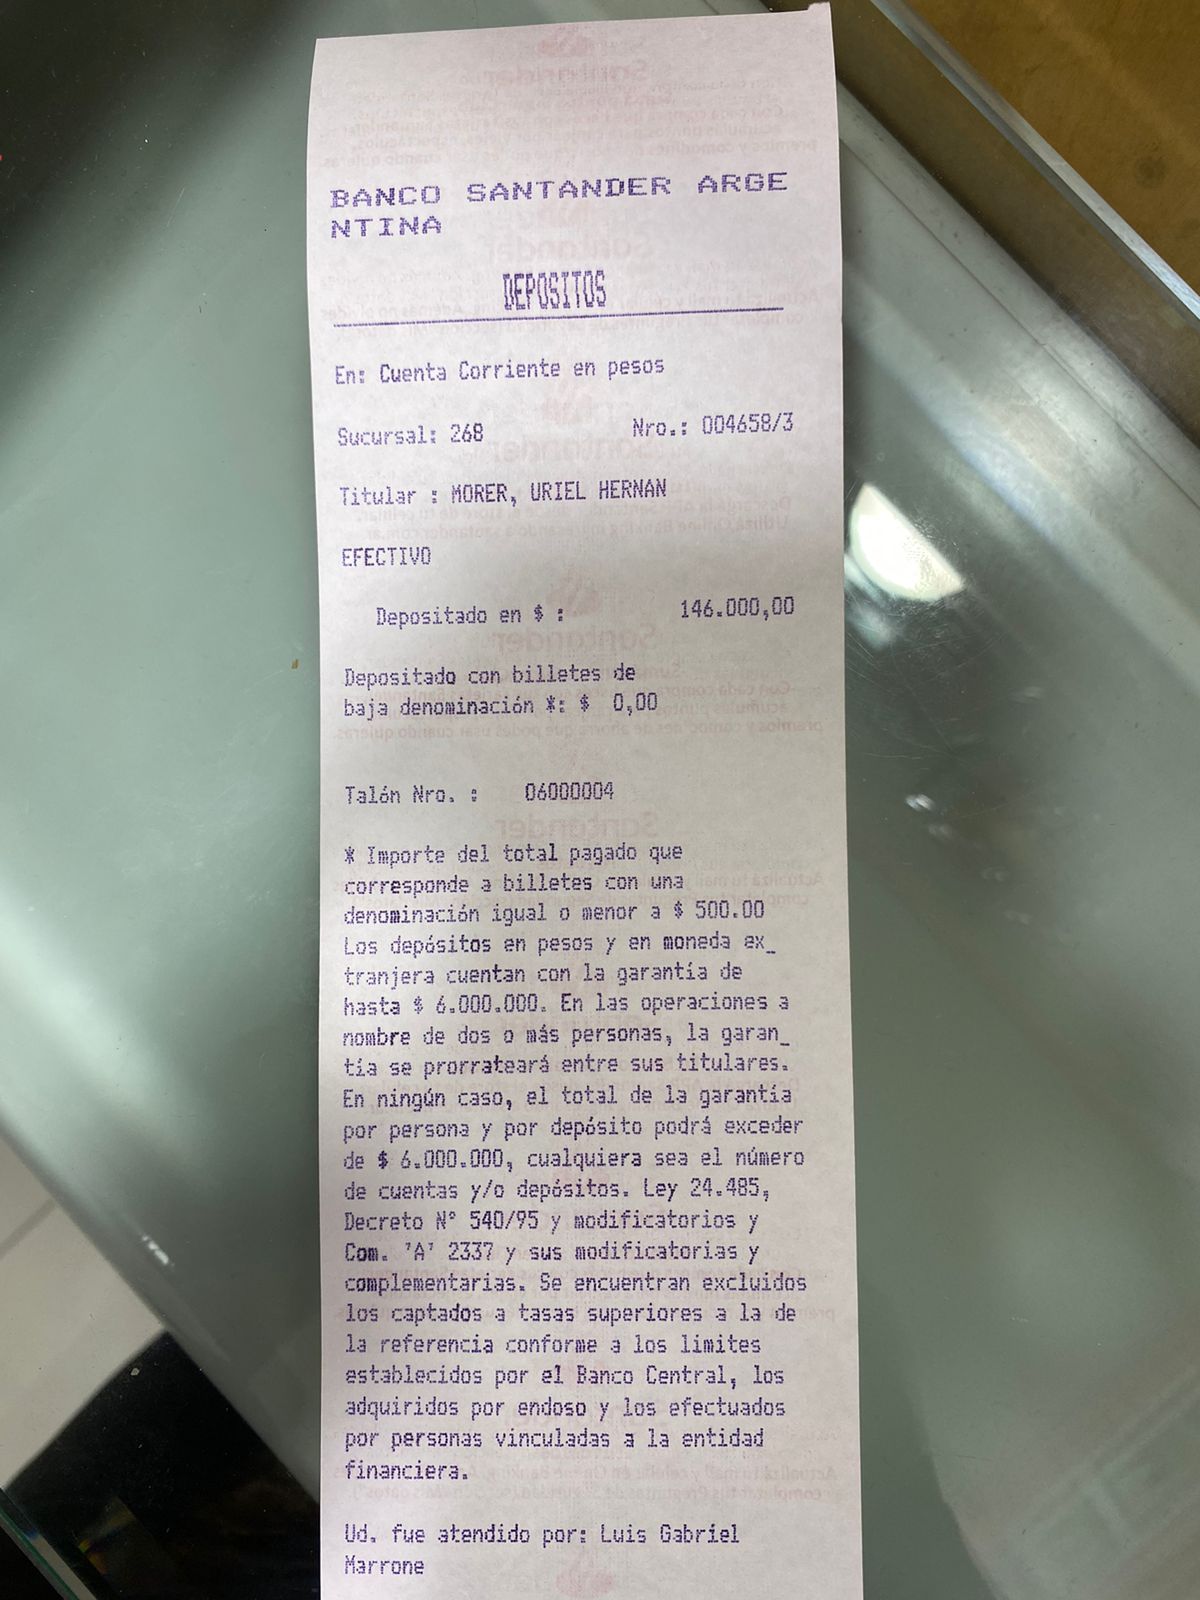 BANCO SANTANDER ARGE
NTINA
DEPOSITOS
En: Cuenta Corriente en pesos
Sucursal: 268 Nro.: 004658/3
Titular : MORER, URIEL HERNAN
EFECTIVO
Depositado en $ : 146.000,00
Depositado con billetes de
baja denominación *: $ 0,00
Talón Nro. : 06000004
* Importe del total pagado que
corresponde a billetes con una
denominación igual o menor a $ 500.00
Los depósitos en pesos y en moneda ex_
tranjera cuentan con la garantía de
hasta $ 6.000.000. En las operaciones a
nombre de dos o más personas, la garan_
tía se prorrateará entre sus titulares.
En ningún caso, el total de la garantía
por persona y por depósito podrá exceder
de $ 6.000.000, cualquiera sea el número
de cuentas y/o depósitos. Ley 24.485,
Decreto N° 540/95 y modificatorios y
Com. 'A' 2337 y sus modificatorias y
complementarias. Se encuentran excluidos
los captados a tasas superiores a la de
la referencia conforme a los límites
establecidos por el Banco Central, los
adquiridos por endoso y los efectuados
por personas vinculadas a la entidad
financiera.
Ud. fue atendido por: Luis Gabriel
Marrone